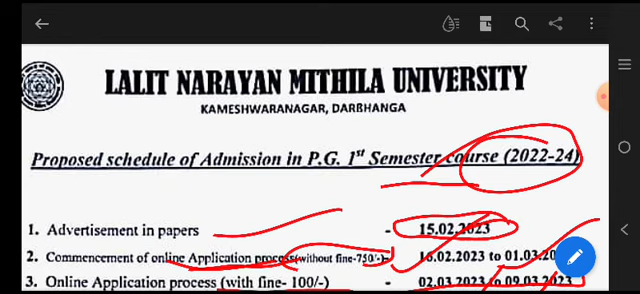 LALIT NARAYAN MITHILA UNIVERSITY
KAMESHWARANAGAR, DARBHANGA
Proposed schedule of Admission in P.G. 1st Semester course (2022-24)
1. Advertisement in papers - 15.02.2023
2. Commencement of online Application process(without fine-750/-)- 16.02.2023 to 01.03.20
3. Online Application process (with fine- 100/-) - 02.03.2023 to 09.03.2023